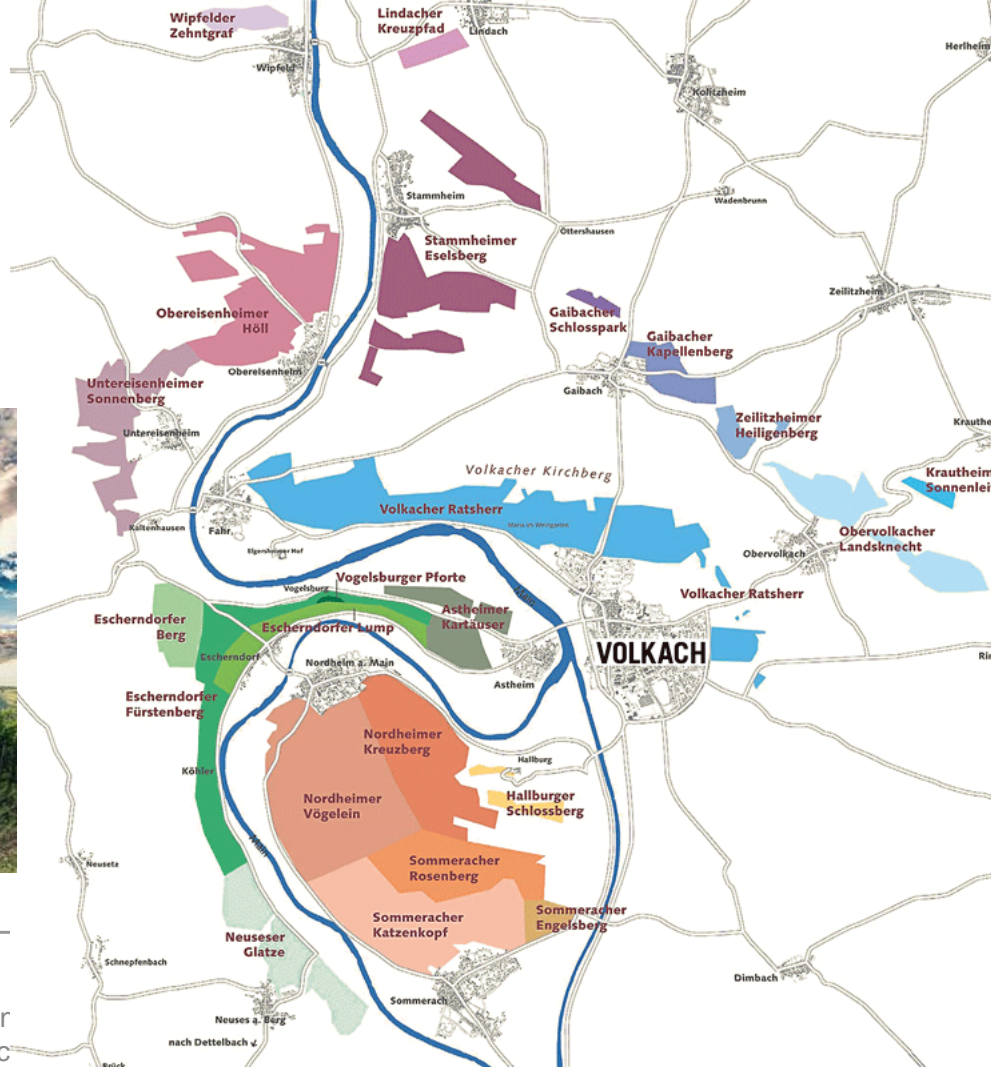 Wipfelder
Zehntgraf
Lindacher
Kreuzpfad
Lindach
Herlheim
Wipfeld
Kolitzheim
Stammheim
Wadenbrunn
Öttershausen
Stammheimer
Eselsberg
Zeilitzheim
Obereisenheimer
Höll
Gaibacher
Schlosspark
Gaibacher
Kapellenberg
Obereisenheim
Gaibach
Untereisenheimer
Sonnenberg
Zeilitzheimer
Heiligenberg
Krauthe
Untereisenheim
Volkacher Kirchberg
Krautheim
Sonnenlei
Volkacher Ratsherr
Maria im Weingarten
Kaltenhausen
Fahr
Elgersheimer Hof
Obervolkacher
Landsknecht
Obervolkach
Vogelsburger Pforte
Vogelsburg
Main
Volkacher Ratsherr
Escherndorfer
Berg
Astheimer
Kartäuser
Escherndorfer Lump
VOLKACH
Escherndorf
Nordheim a. Main
Astheim
Ri
Escherndorfer
Fürstenberg
Nordheimer
Kreuzberg
Hallburg
Köhler
Nordheimer
Vögelein
Hallburger
Schlossberg
Main
Neusetz
Sommeracher
Rosenberg
Sommeracher
Katzenkopf
Sommeracher
Engelsberg
Neuseser
Glatze
Schnepfenbach
Dimbach
Sommerach
Neuses a. Berg
nach Dettelbach
r
c
Brück